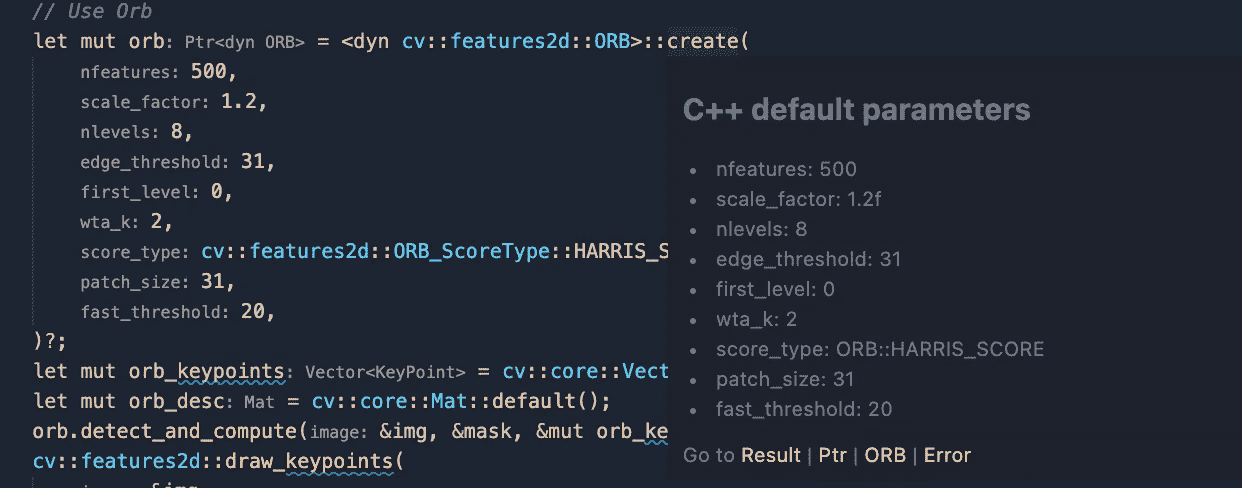 // Use Orb
let mut orb: Ptr<dyn ORB> = <dyn cv::features2d::ORB>::create(
nfeatures: 500,
scale_factor: 1.2,
nlevels: 8,
edge_threshold: 31,
first_level: 0,
wta_k: 2,
score_type: cv::features2d::ORB_ScoreType::HARRIS_S
patch_size: 31,
fast_threshold: 20,
)?;
let mut orb_keypoints: Vector<KeyPoint> = cv::core::Vect
let mut orb_desc: Mat = cv::core::Mat::default();
orb.detect_and_compute(image: &img, &mask, &mut orb_ke
cv::features2d::draw_keypoints(
C++ default parameters
• nfeatures: 500
• scale_factor: 1.2f
• nlevels: 8
• edge_threshold: 31
• first_level: 0
• wta_k: 2
• score_type: ORB::HARRIS_SCORE
• patch_size: 31
• fast_threshold: 20
Go to Result | Ptr | ORB | Error